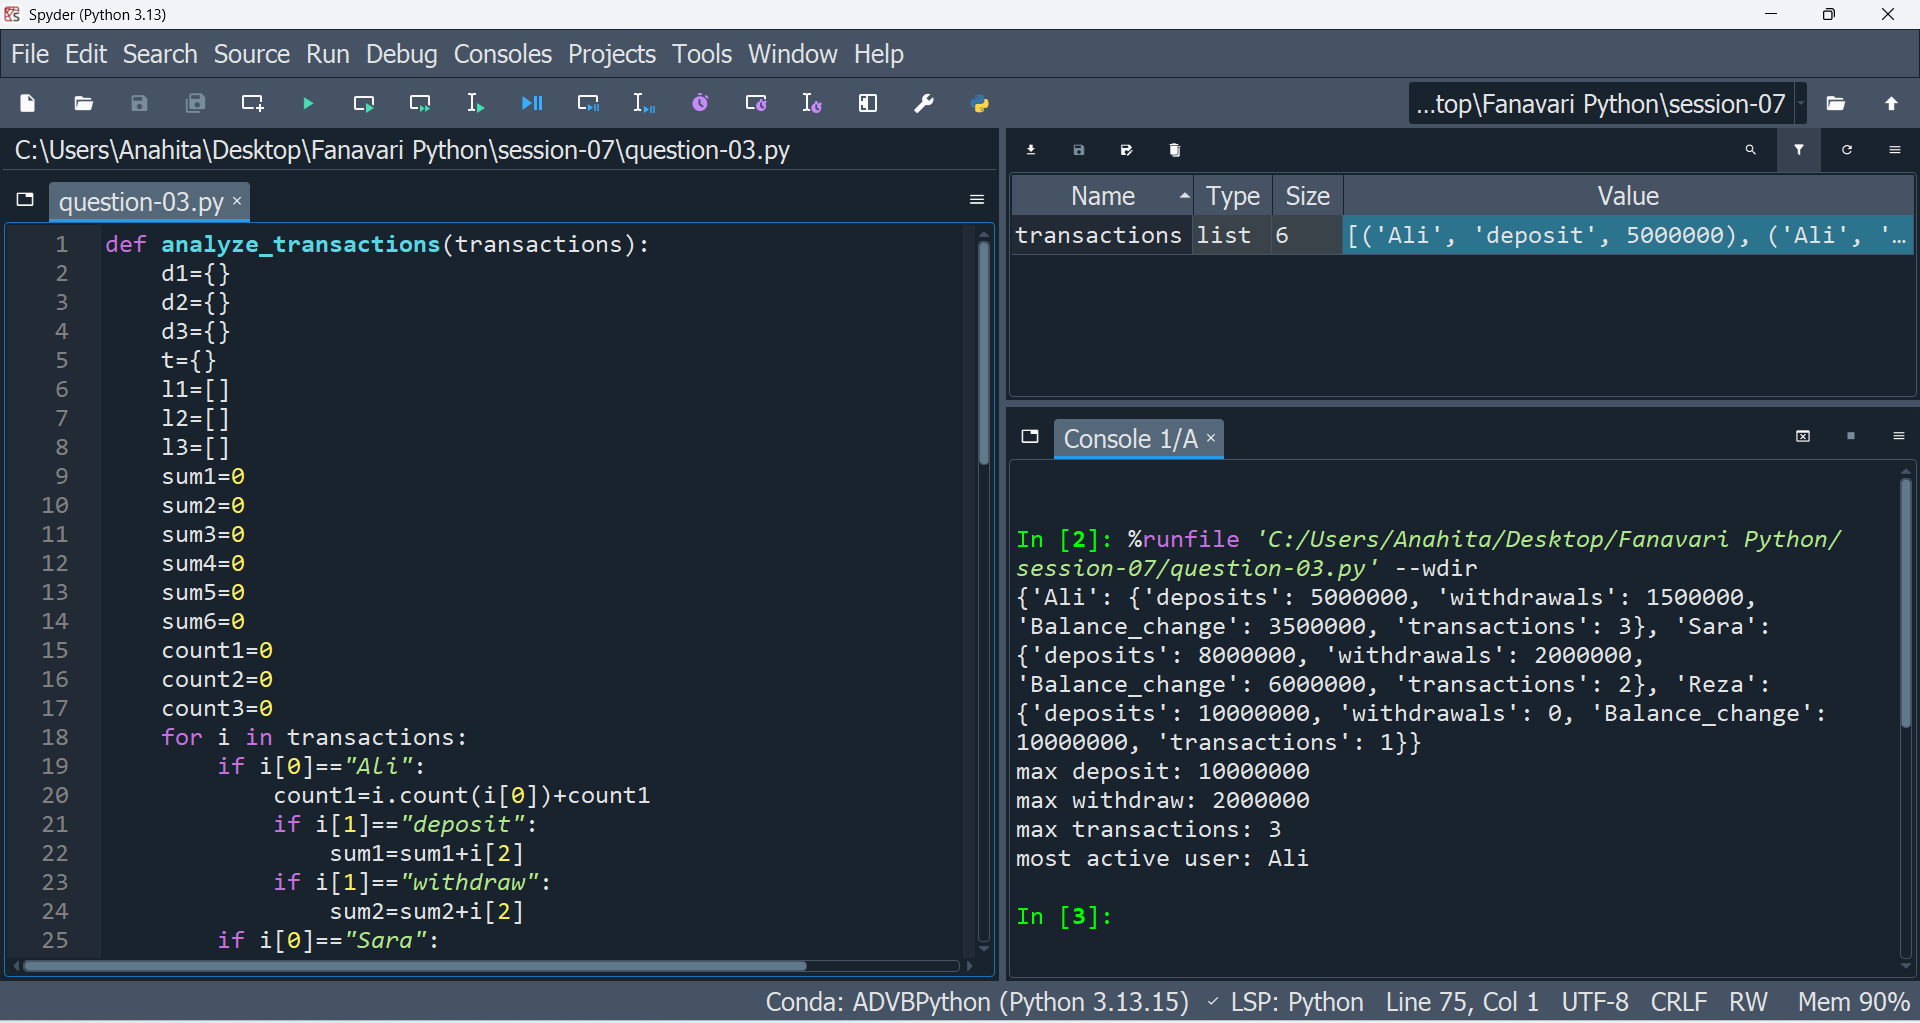 Spyder (Python 3.13)
File Edit Search Source Run Debug Consoles Projects Tools Window Help
...top\Fanavari Python\session-07
C:\Users\Anahita\Desktop\Fanavari Python\session-07\question-03.py
question-03.py
1 def analyze_transactions(transactions):
2     d1={}
3     d2={}
4     d3={}
5     t={}
6     l1=[]
7     l2=[]
8     l3=[]
9     sum1=0
10     sum2=0
11     sum3=0
12     sum4=0
13     sum5=0
14     sum6=0
15     count1=0
16     count2=0
17     count3=0
18     for i in transactions:
19         if i[0]=="Ali":
20             count1=i.count(i[0])+count1
21             if i[1]=="deposit":
22                 sum1=sum1+i[2]
23             if i[1]=="withdraw":
24                 sum2=sum2+i[2]
25         if i[0]=="Sara":
Name Type Size Value
transactions list 6 [('Ali', 'deposit', 5000000), ('Ali', '...
Console 1/A
In [2]: %runfile 'C:/Users/Anahita/Desktop/Fanavari Python/
session-07/question-03.py' --wdir
{'Ali': {'deposits': 5000000, 'withdrawals': 1500000,
'Balance_change': 3500000, 'transactions': 3}, 'Sara':
{'deposits': 8000000, 'withdrawals': 2000000,
'Balance_change': 6000000, 'transactions': 2}, 'Reza':
{'deposits': 10000000, 'withdrawals': 0, 'Balance_change':
10000000, 'transactions': 1}}
max deposit: 10000000
max withdraw: 2000000
max transactions: 3
most active user: Ali
In [3]:
Conda: ADVBPython (Python 3.13.15) ✓ LSP: Python Line 75, Col 1 UTF-8 CRLF RW Mem 90%